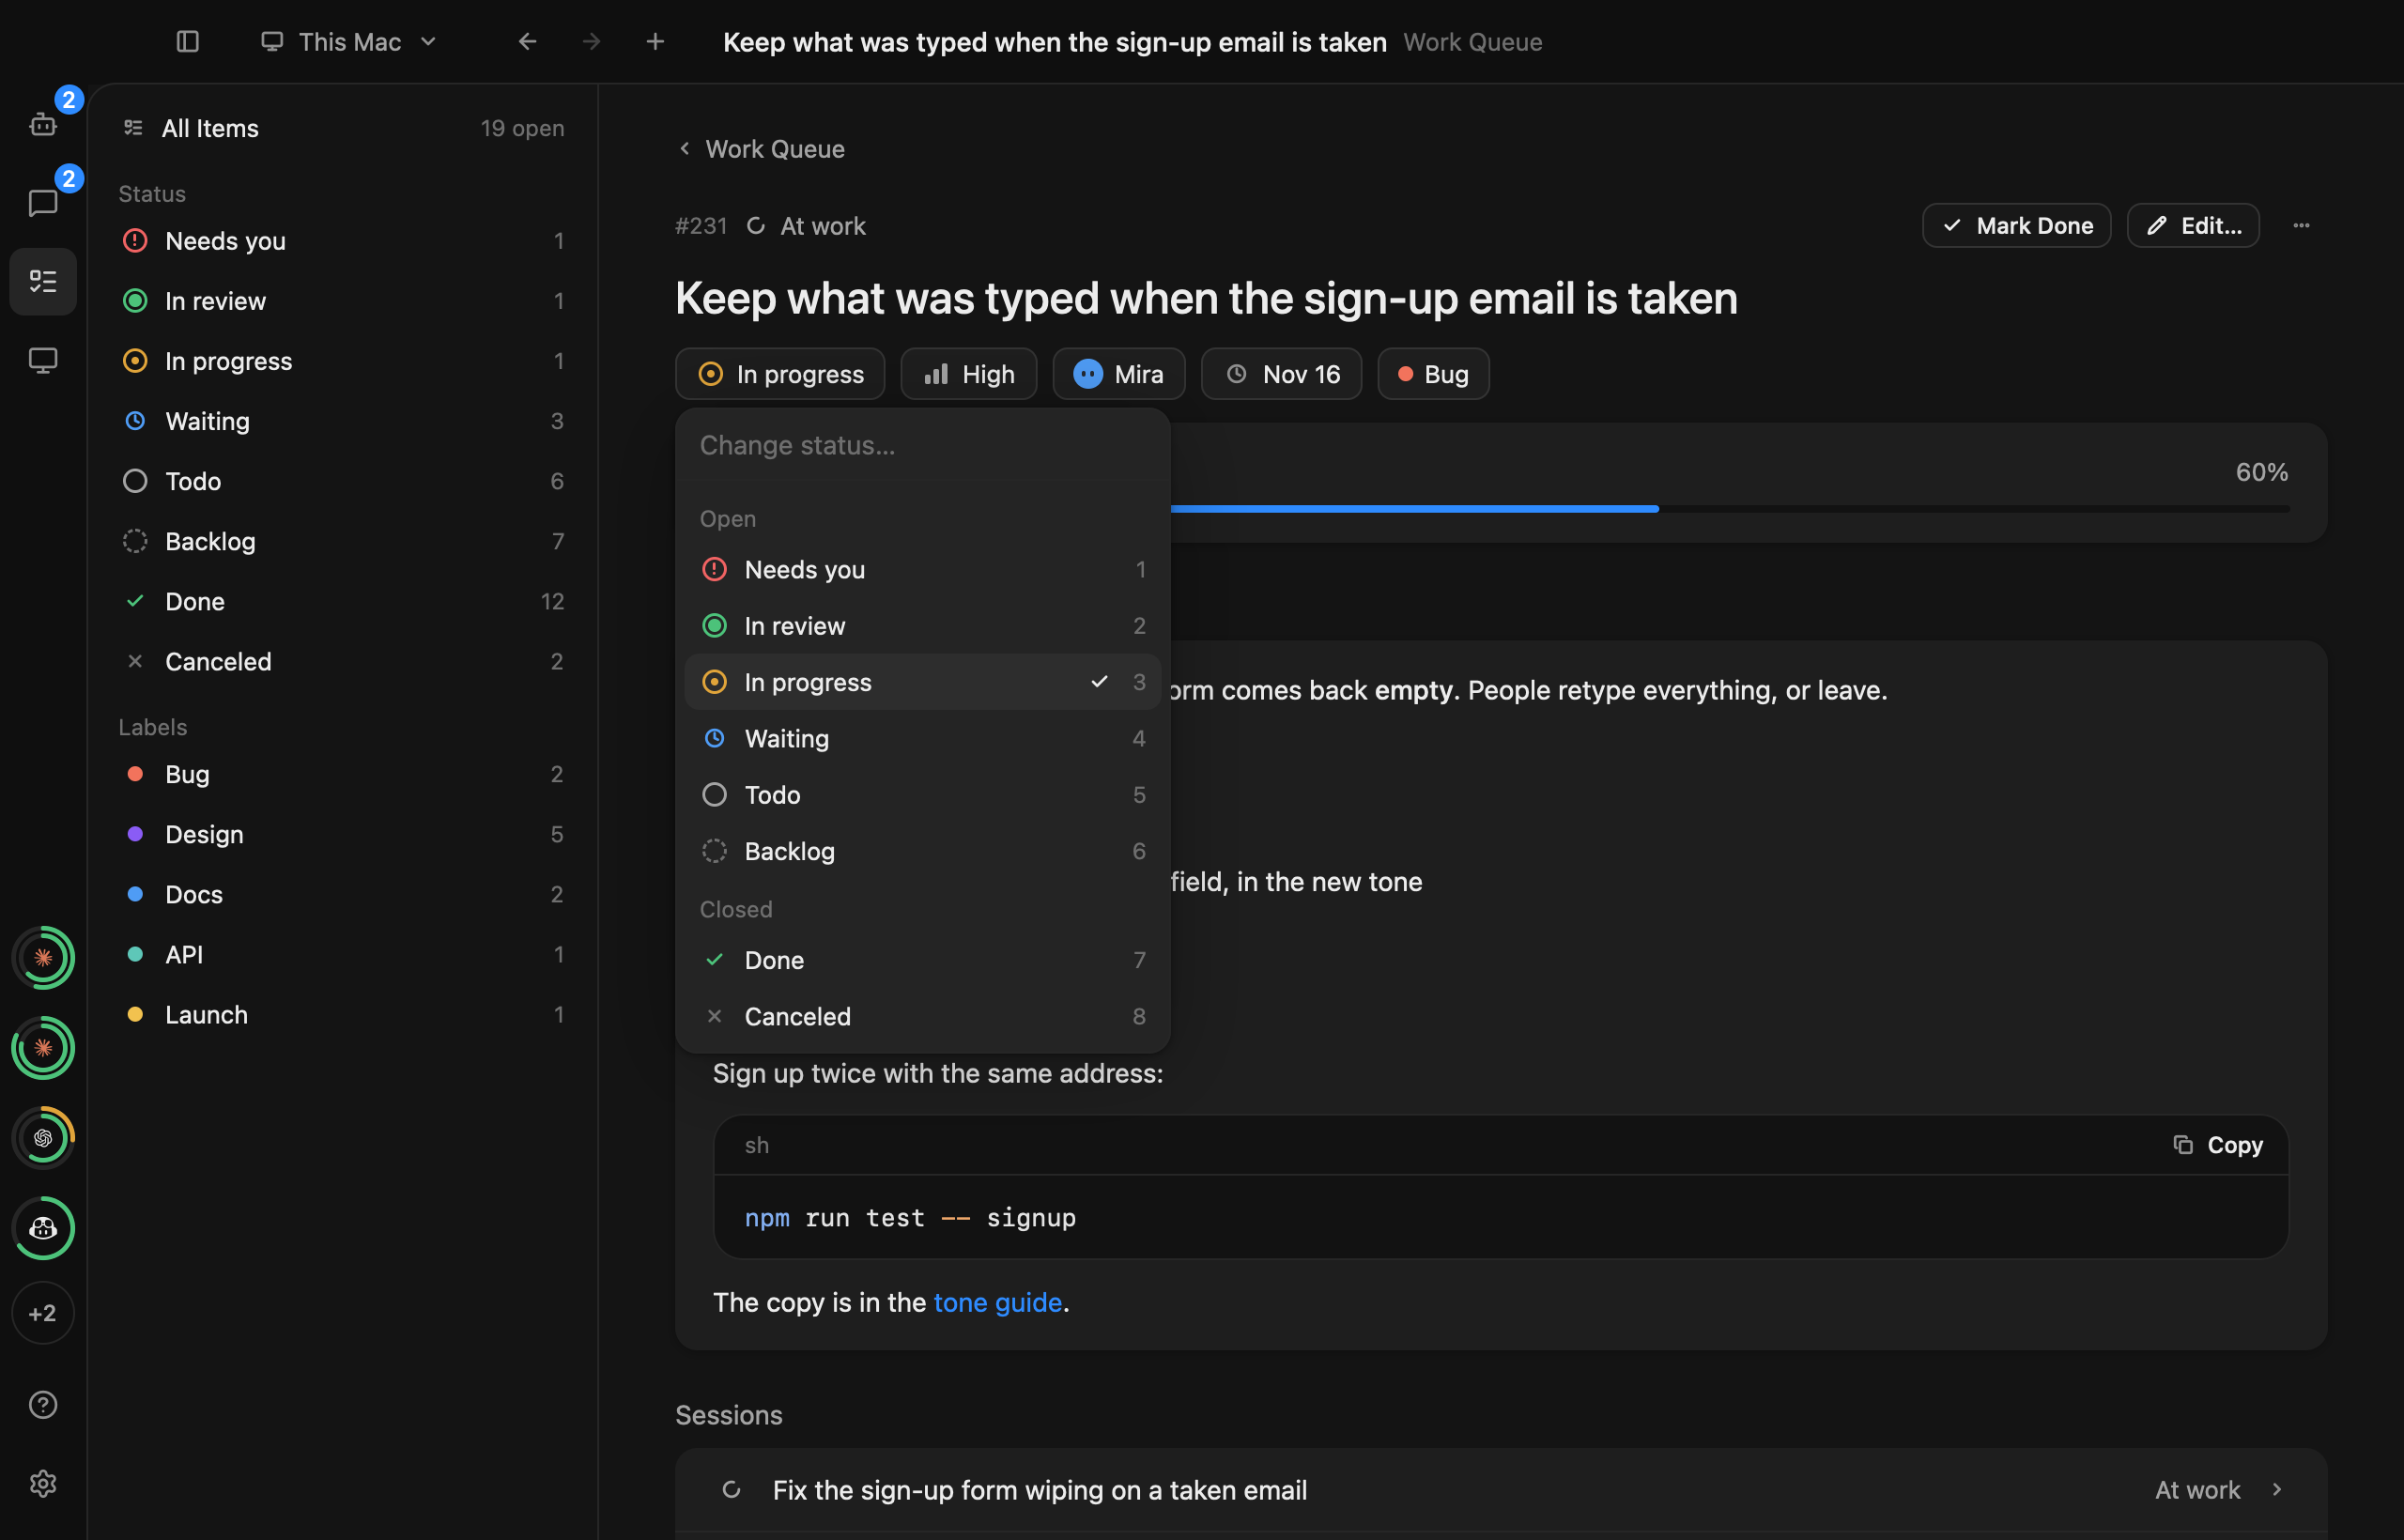 This Mac
Keep what was typed when the sign-up email is taken Work Queue
2
2
All Items 19 open
Status
Needs you 1
In review 1
In progress 1
Waiting 3
Todo 6
Backlog 7
Done 12
Canceled 2
Labels
Bug 2
Design 5
Docs 2
API 1
Launch 1
+2
Work Queue
#231 At work
Mark Done
Edit...
Keep what was typed when the sign-up email is taken
In progress
High
Mira
Nov 16
Bug
60%
Change status...
Open
Needs you 1
In review 2
In progress 3
Waiting 4
Todo 5
Backlog 6
Closed
Done 7
Canceled 8
comes back empty. People retype everything, or leave.
field, in the new tone
Sign up twice with the same address:
sh
Copy
npm run test -- signup
The copy is in the tone guide.
Sessions
Fix the sign-up form wiping on a taken email At work